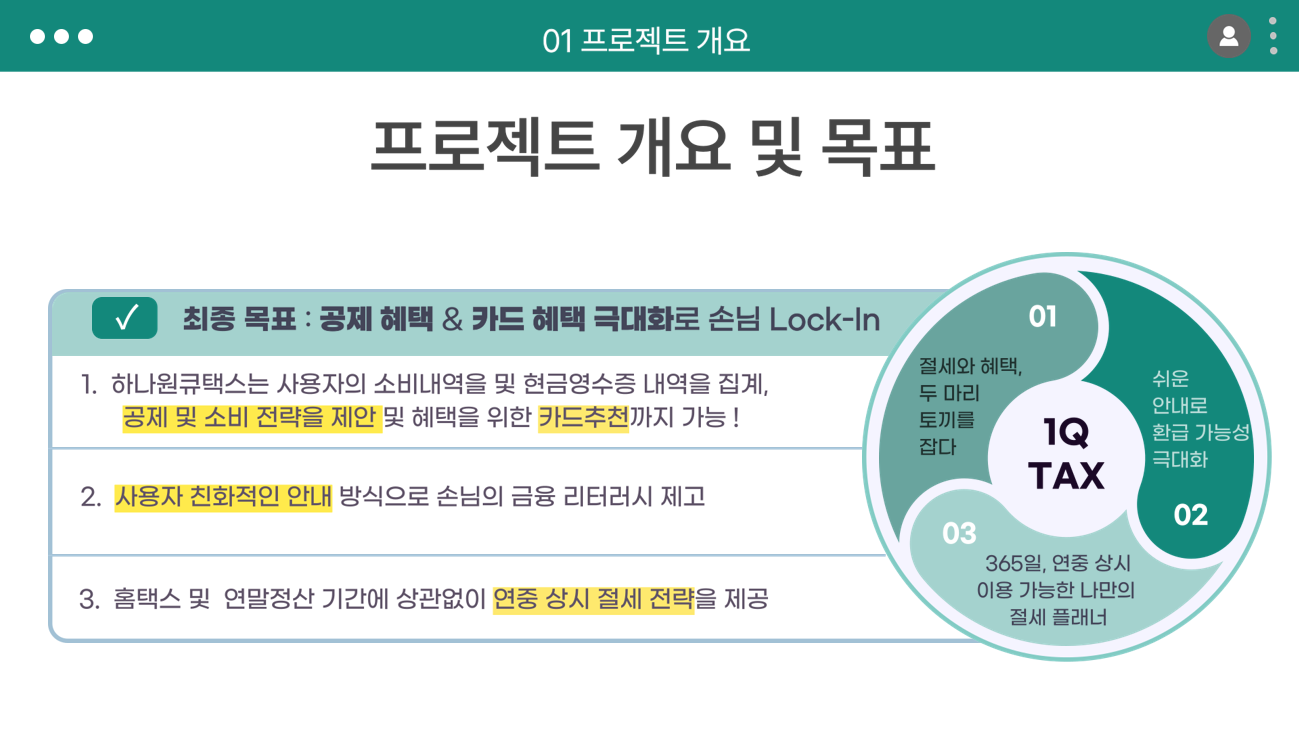 01 프로젝트 개요
프로젝트 개요 및 목표
✓ 최종 목표 : 공제 혜택 & 카드 혜택 극대화로 손님 Lock-In
1. 하나원큐택스는 사용자의 소비내역을 및 현금영수증 내역을 집계,
공제 및 소비 전략을 제안 및 혜택을 위한 카드추천까지 가능 !
2. 사용자 친화적인 안내 방식으로 손님의 금융 리터러시 제고
3. 홈택스 및 연말정산 기간에 상관없이 연중 상시 절세 전략을 제공
01
절세와 혜택,
두 마리
토끼를
잡다
쉬운
안내로
환급 가능성
극대화
02
1Q
TAX
03
365일, 연중 상시
이용 가능한 나만의
절세 플래너